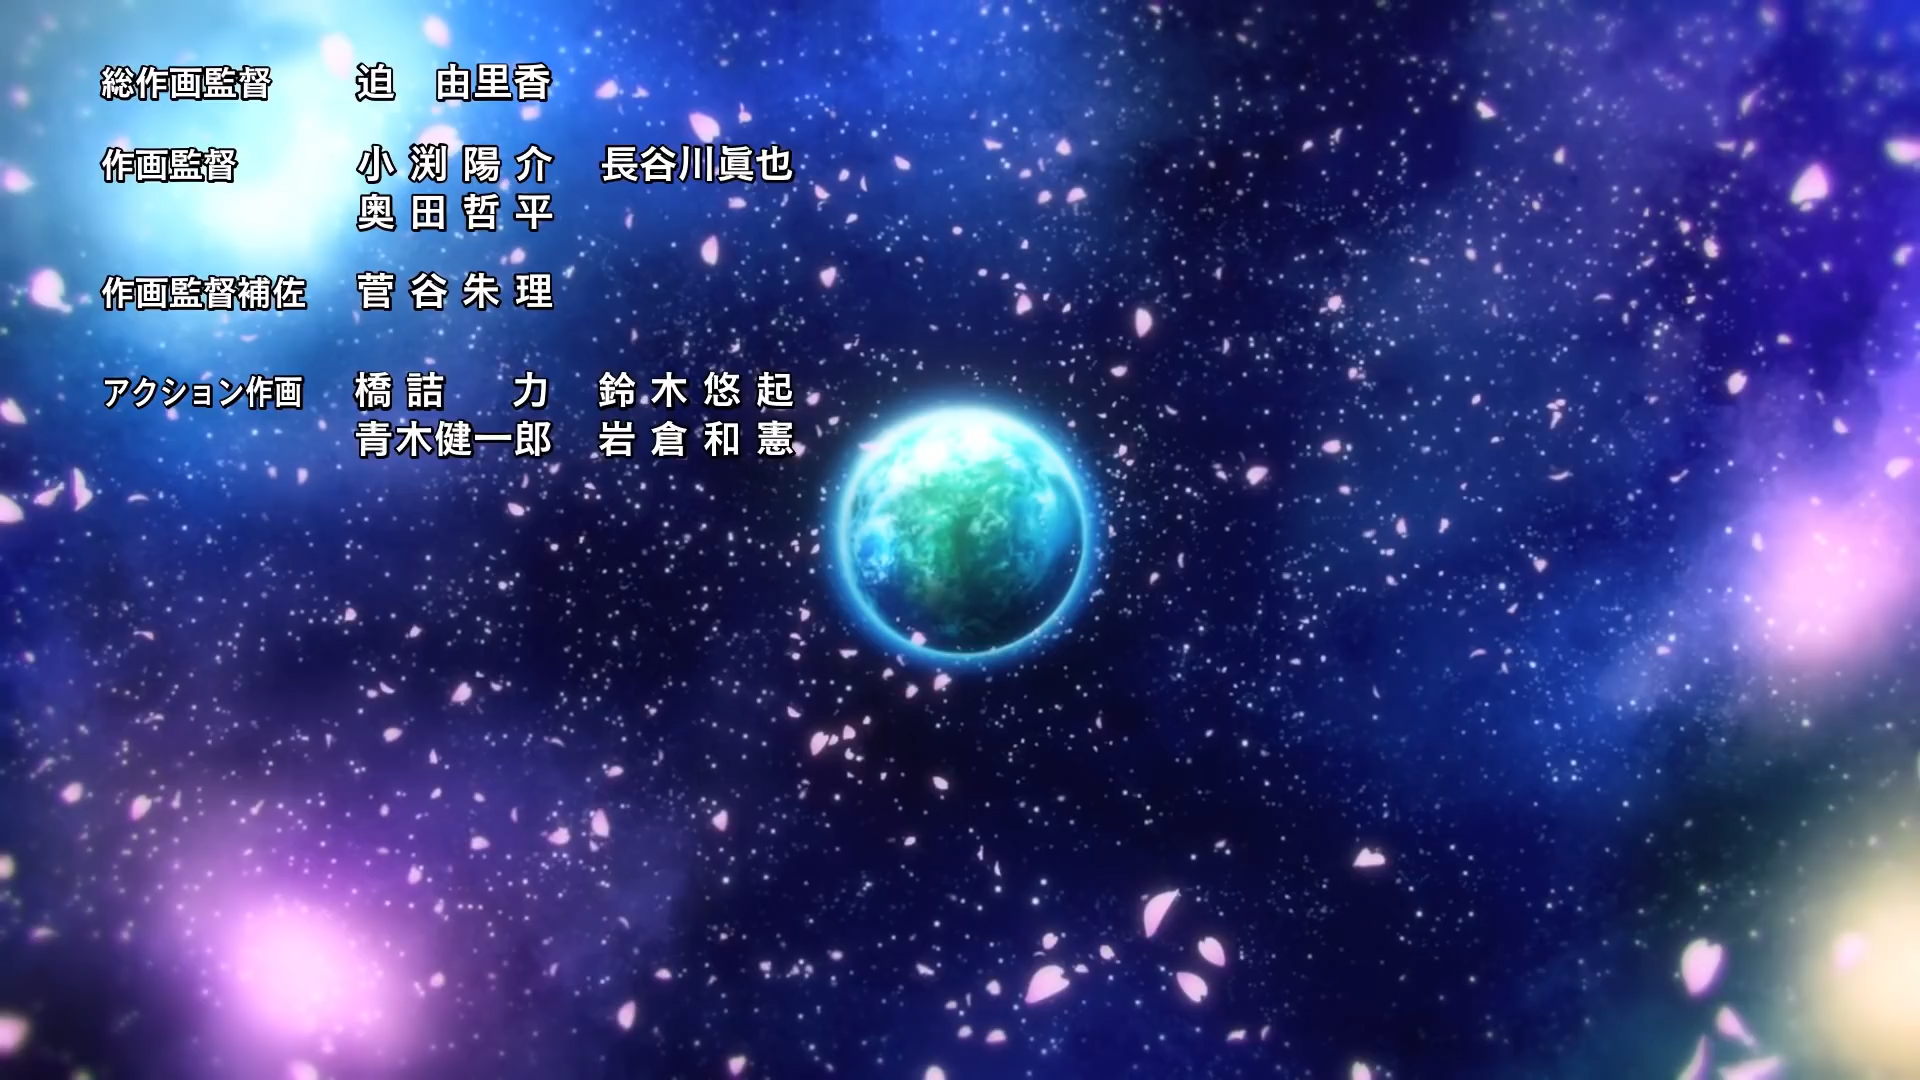 総作画監督 迫 由里香
作画監督 小渕陽介 長谷川眞也
奥田哲平
作画監督補佐 菅谷朱理
アクション作画 橋詰 力 鈴木悠起
青木健一郎 岩倉和憲